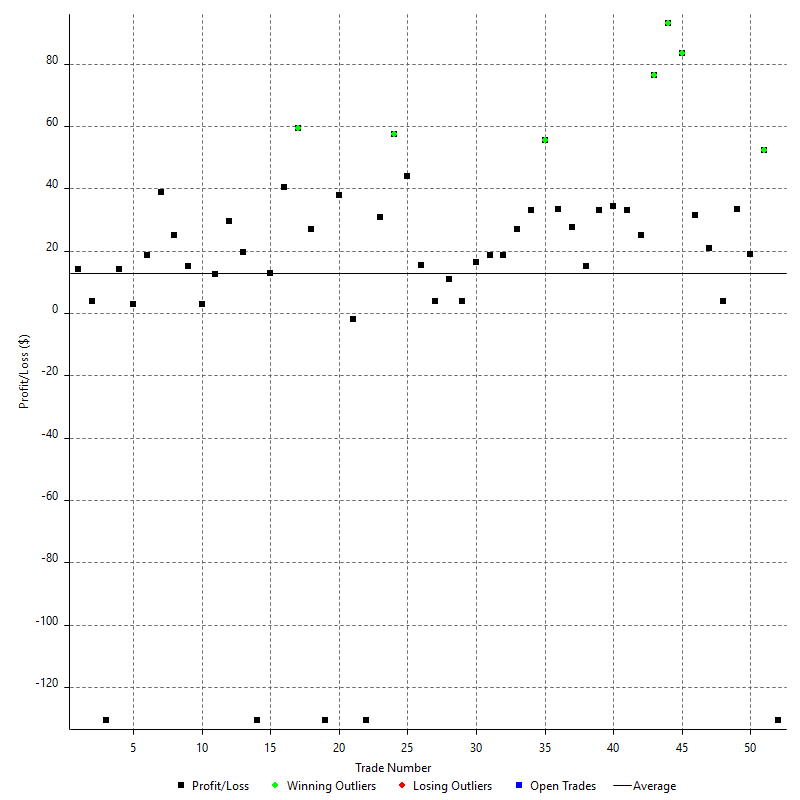 80
60
40
20
0
-20
-40
-60
-80
-100
-120
Profit/Loss ($)
5 10 15 20 25 30 35 40 45 50
Trade Number
Profit/Loss Winning Outliers Losing Outliers Open Trades Average